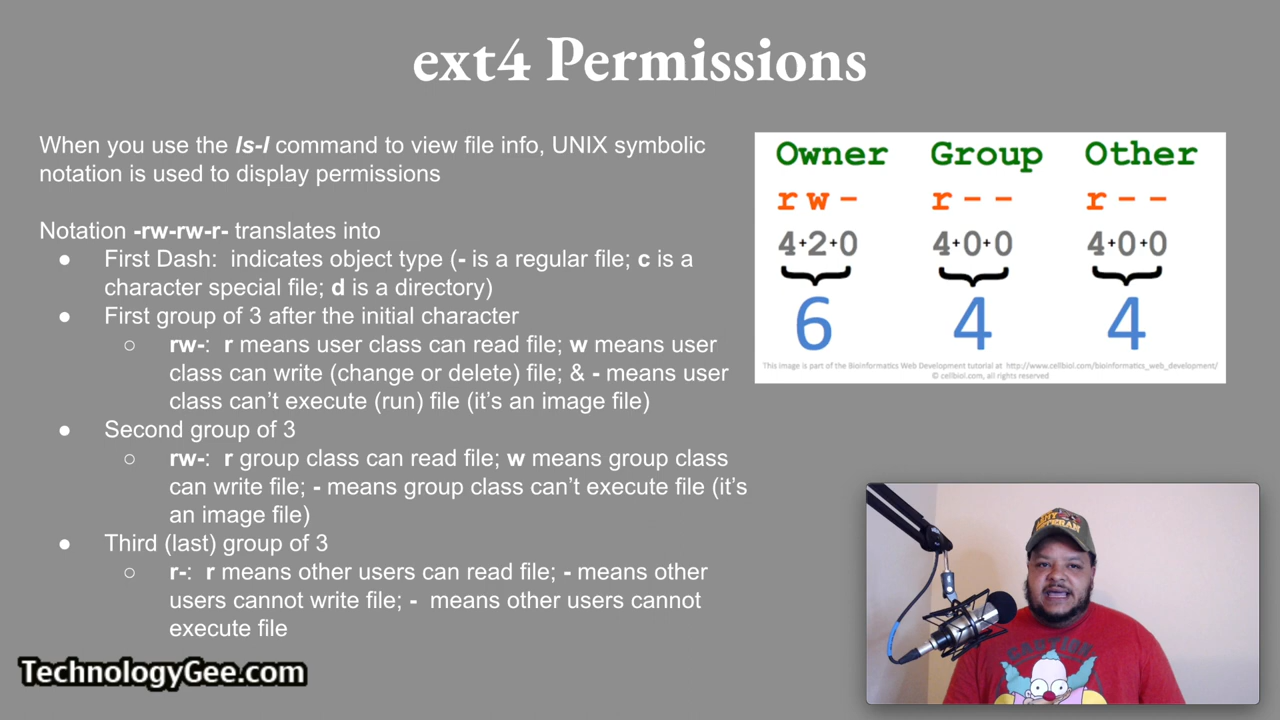 ext4 Permissions
When you use the ls-l command to view file info, UNIX symbolic
notation is used to display permissions
Notation -rw-rw-r- translates into
● First Dash: indicates object type (- is a regular file; c is a
character special file; d is a directory)
● First group of 3 after the initial character
○ rw-: r means user class can read file; w means user
class can write (change or delete) file; & - means user
class can't execute (run) file (it's an image file)
● Second group of 3
○ rw-: r group class can read file; w means group class
can write file; - means group class can't execute file (it's
an image file)
● Third (last) group of 3
○ r-: r means other users can read file; - means other
users cannot write file; - means other users cannot
execute file
Owner Group Other
rw- r-- r--
4+2+0 4+0+0 4+0+0
6 4 4
This image is part of the Bioinformatics Web Development tutorial at http://www.cellbiol.com/bioinformatics_web_development/
© cellbiol.com, all rights reserved
ARMY
VETERAN
CAUTION
TechnologyGee.com